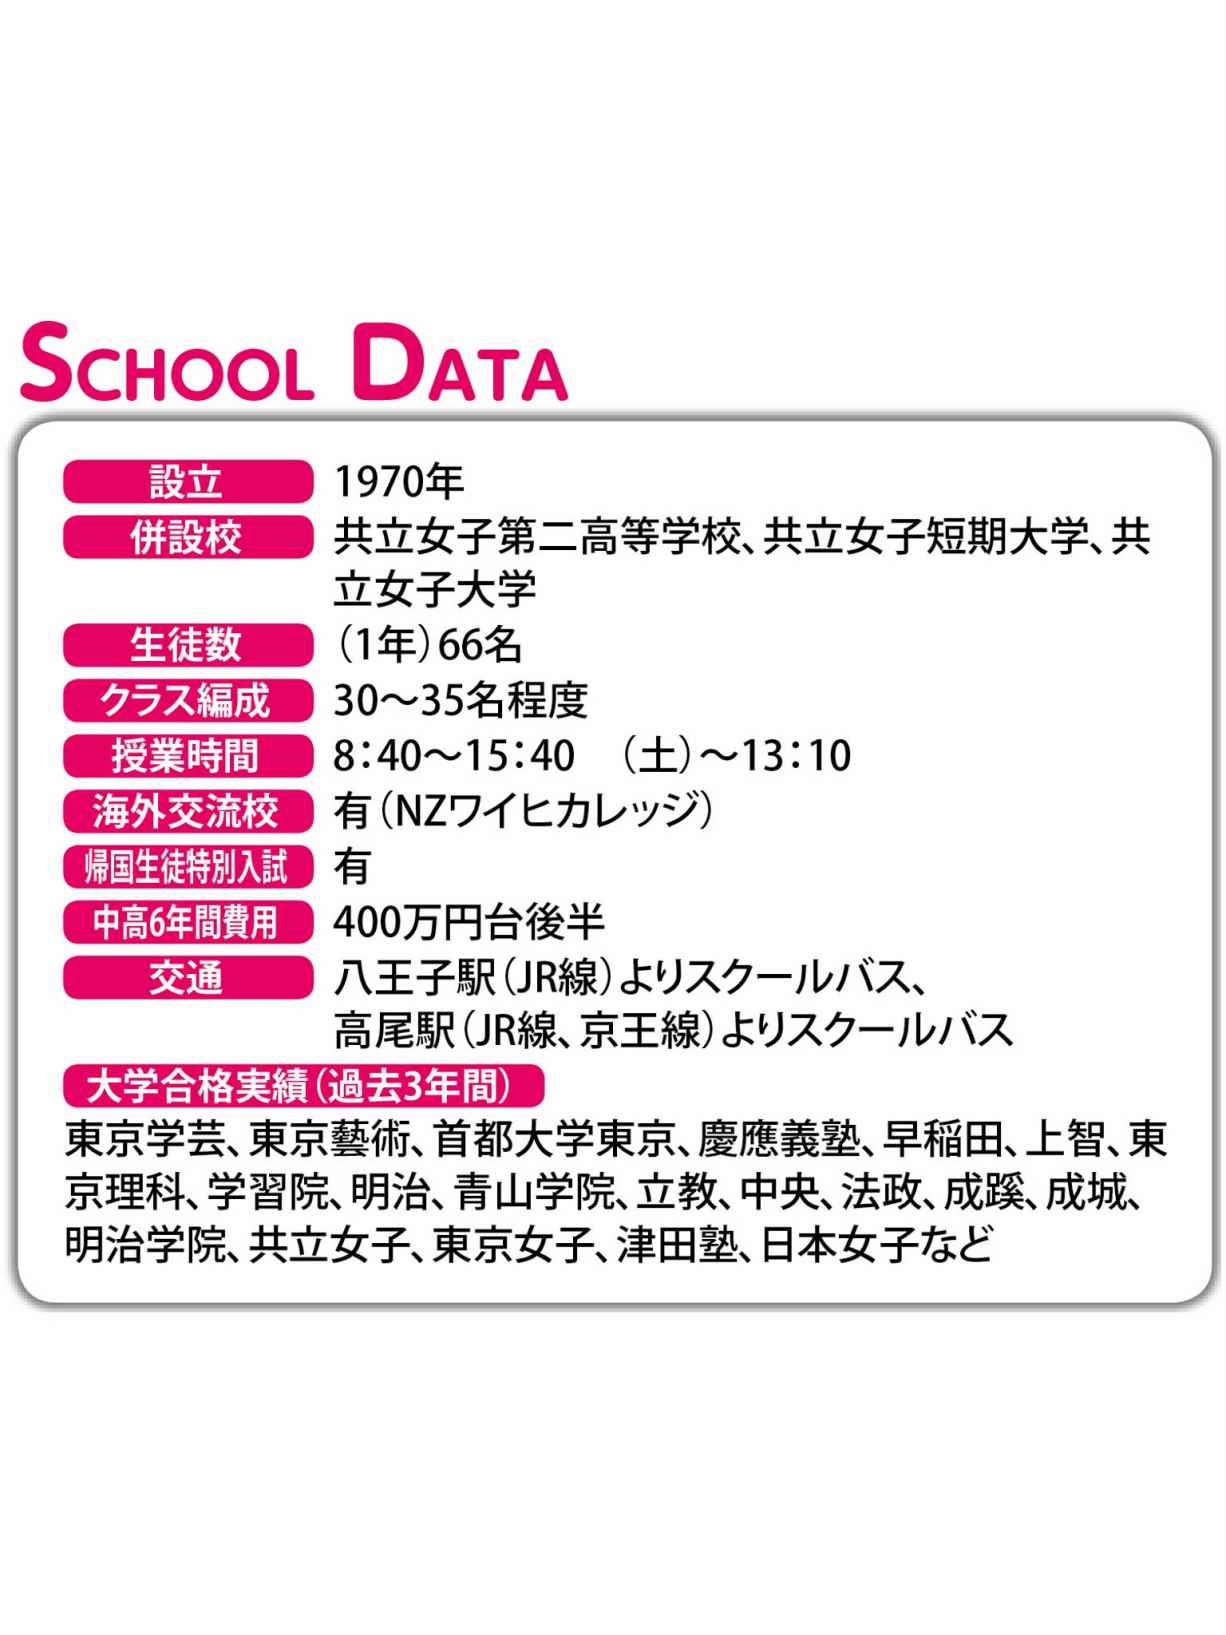 SCHOOL DATA
設立 1970年
併設校 共立女子第二高等学校、共立女子短期大学、共
立女子大学
生徒数 （1年）66名
クラス編成 30～35名程度
授業時間 8：40～15：40　（土）～13：10
海外交流校 有（NZワイヒカレッジ）
帰国生徒特別入試 有
中高6年間費用 400万円台後半
交通 八王子駅（JR線）よりスクールバス、
高尾駅（JR線、京王線）よりスクールバス
大学合格実績（過去3年間）
東京学芸、東京藝術、首都大学東京、慶應義塾、早稲田、上智、東
京理科、学習院、明治、青山学院、立教、中央、法政、成蹊、成城、
明治学院、共立女子、東京女子、津田塾、日本女子など